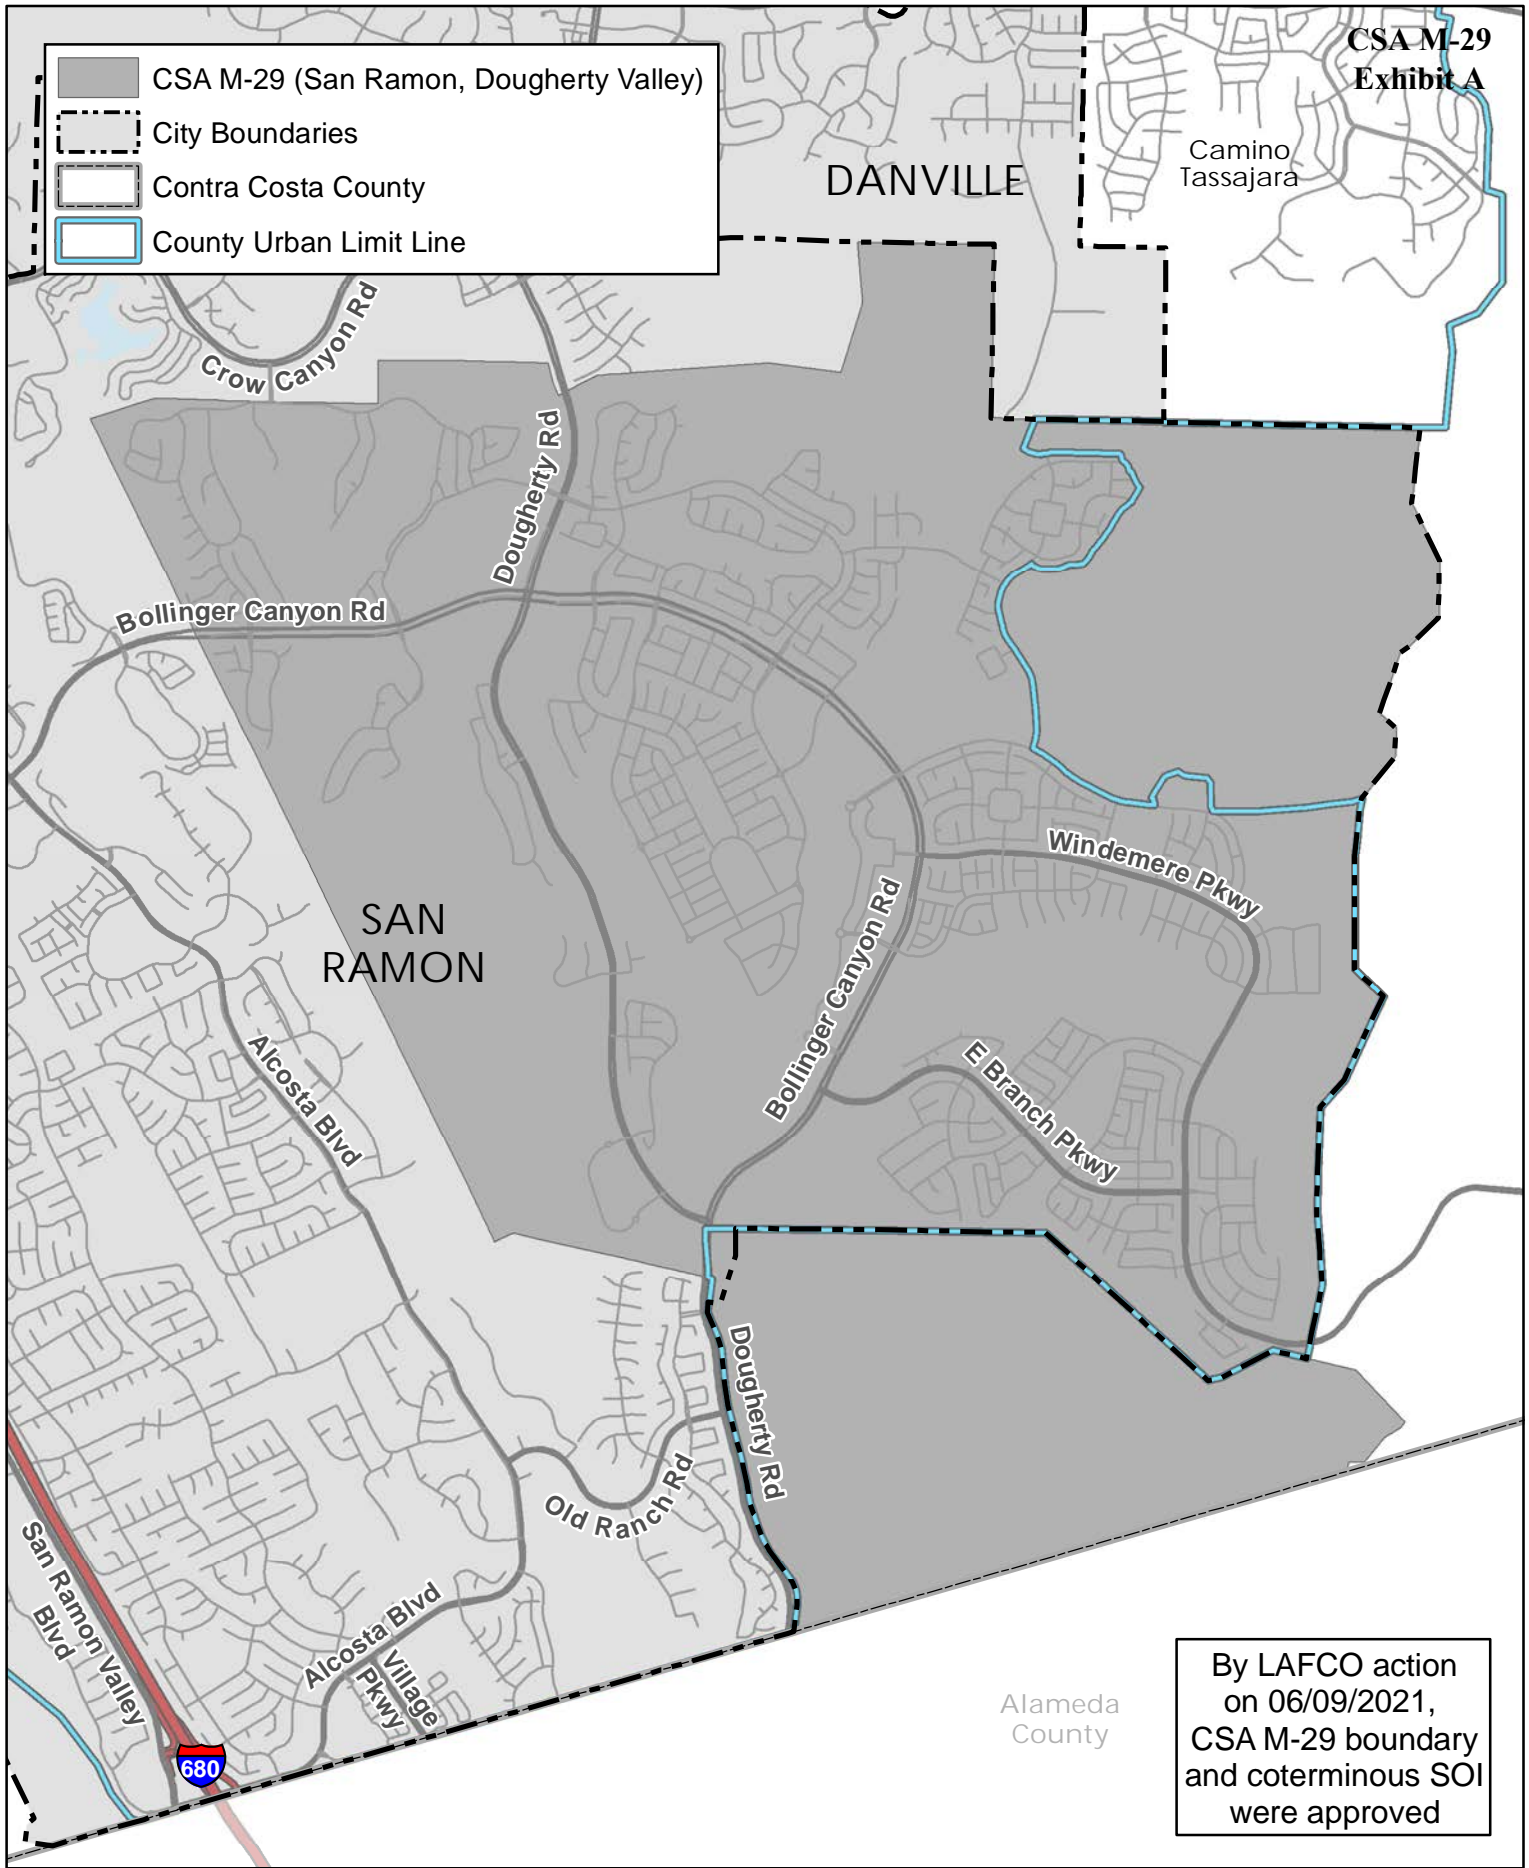 CSA M-29
Exhibit A
CSA M-29 (San Ramon, Dougherty Valley)
City Boundaries
Contra Costa County
County Urban Limit Line
DANVILLE
Camino
Tassajara
Crow Canyon Rd
Dougherty Rd
Bollinger Canyon Rd
Windemere Pkwy
SAN
RAMON
Bollinger Canyon Rd
Alcosta Blvd
E Branch Pkwy
Dougherty Rd
Old Ranch Rd
San Ramon Valley
Blvd
Alcosta Blvd
Village
Pkwy
680
Alameda
County
By LAFCO action
on 06/09/2021,
CSA M-29 boundary
and coterminous SOI
were approved